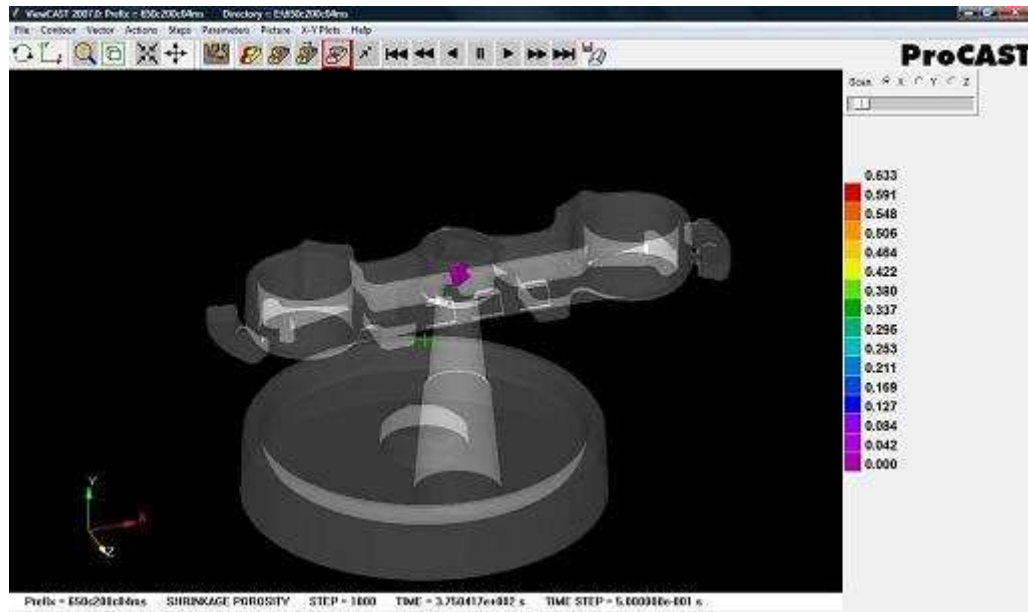 ViewCAST 2007.0: Prefix = 650c200c04ms Directory = E:\650c200c04ms
File Contour Vector Actions Steps Parameters Picture X-Y Plots Help
ProCAST
Scan X Y Z
0.633
0.591
0.548
0.506
0.464
0.422
0.380
0.337
0.295
0.253
0.211
0.169
0.127
0.084
0.042
0.000
Y
X
Z
Prefix = 650c200c04ms SHRINKAGE POROSITY STEP = 1000 TIME = 3.750417e+002 s TIME STEP = 5.000000e-001 s